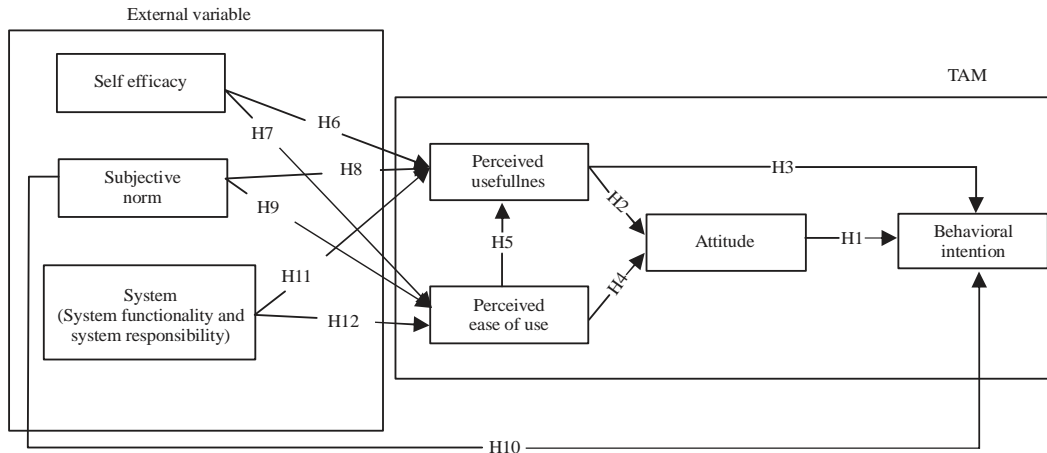 External variable
TAM
Self efficacy
H6
H7
Perceived
usefullnes
H3
Subjective
norm
H8
H2
H9
H5
Attitude
H1
Behavioral
intention
H11
H4
System
(System functionality and
system responsibility)
H12
Perceived
ease of use
H10